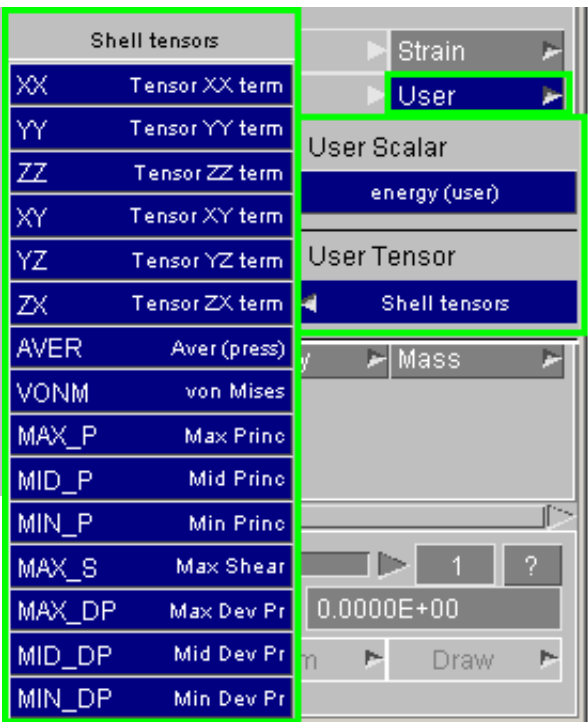 Shell tensors
XX Tensor XX term
YY Tensor YY term
ZZ Tensor ZZ term
XY Tensor XY term
YZ Tensor YZ term
ZX Tensor ZX term
AVER Aver (press)
VONM von Mises
MAX_P Max Princ
MID_P Mid Princ
MIN_P Min Princ
MAX_S Max Shear
MAX_DP Max Dev Pr
MID_DP Mid Dev Pr
MIN_DP Min Dev Pr
Strain
User
User Scalar
energy (user)
User Tensor
Shell tensors
y Mass
1 ?
0.0000E+00
m Draw